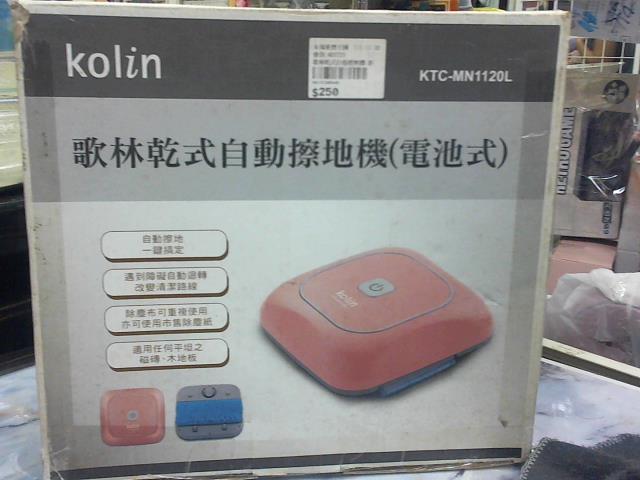 kolin
KTC-MN1120L
$250
歌林乾式自動擦地機(電池式)
自動擦地
一鍵搞定
遇到障礙自動迴轉
改變清潔路線
除塵布可重複使用
亦可使用市售除塵紙
適用任何平坦之
磁磚、木地板
kolin
RETRO GAME